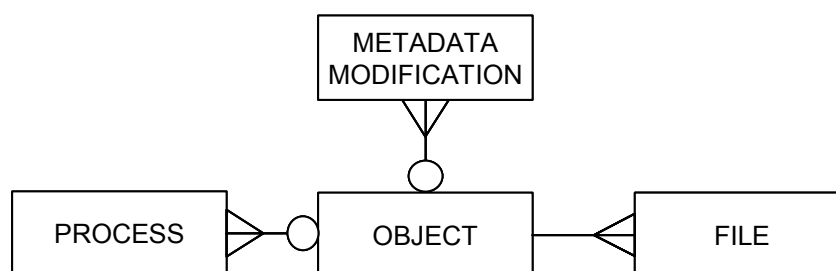 METADATA
MODIFICATION
PROCESS
OBJECT
FILE